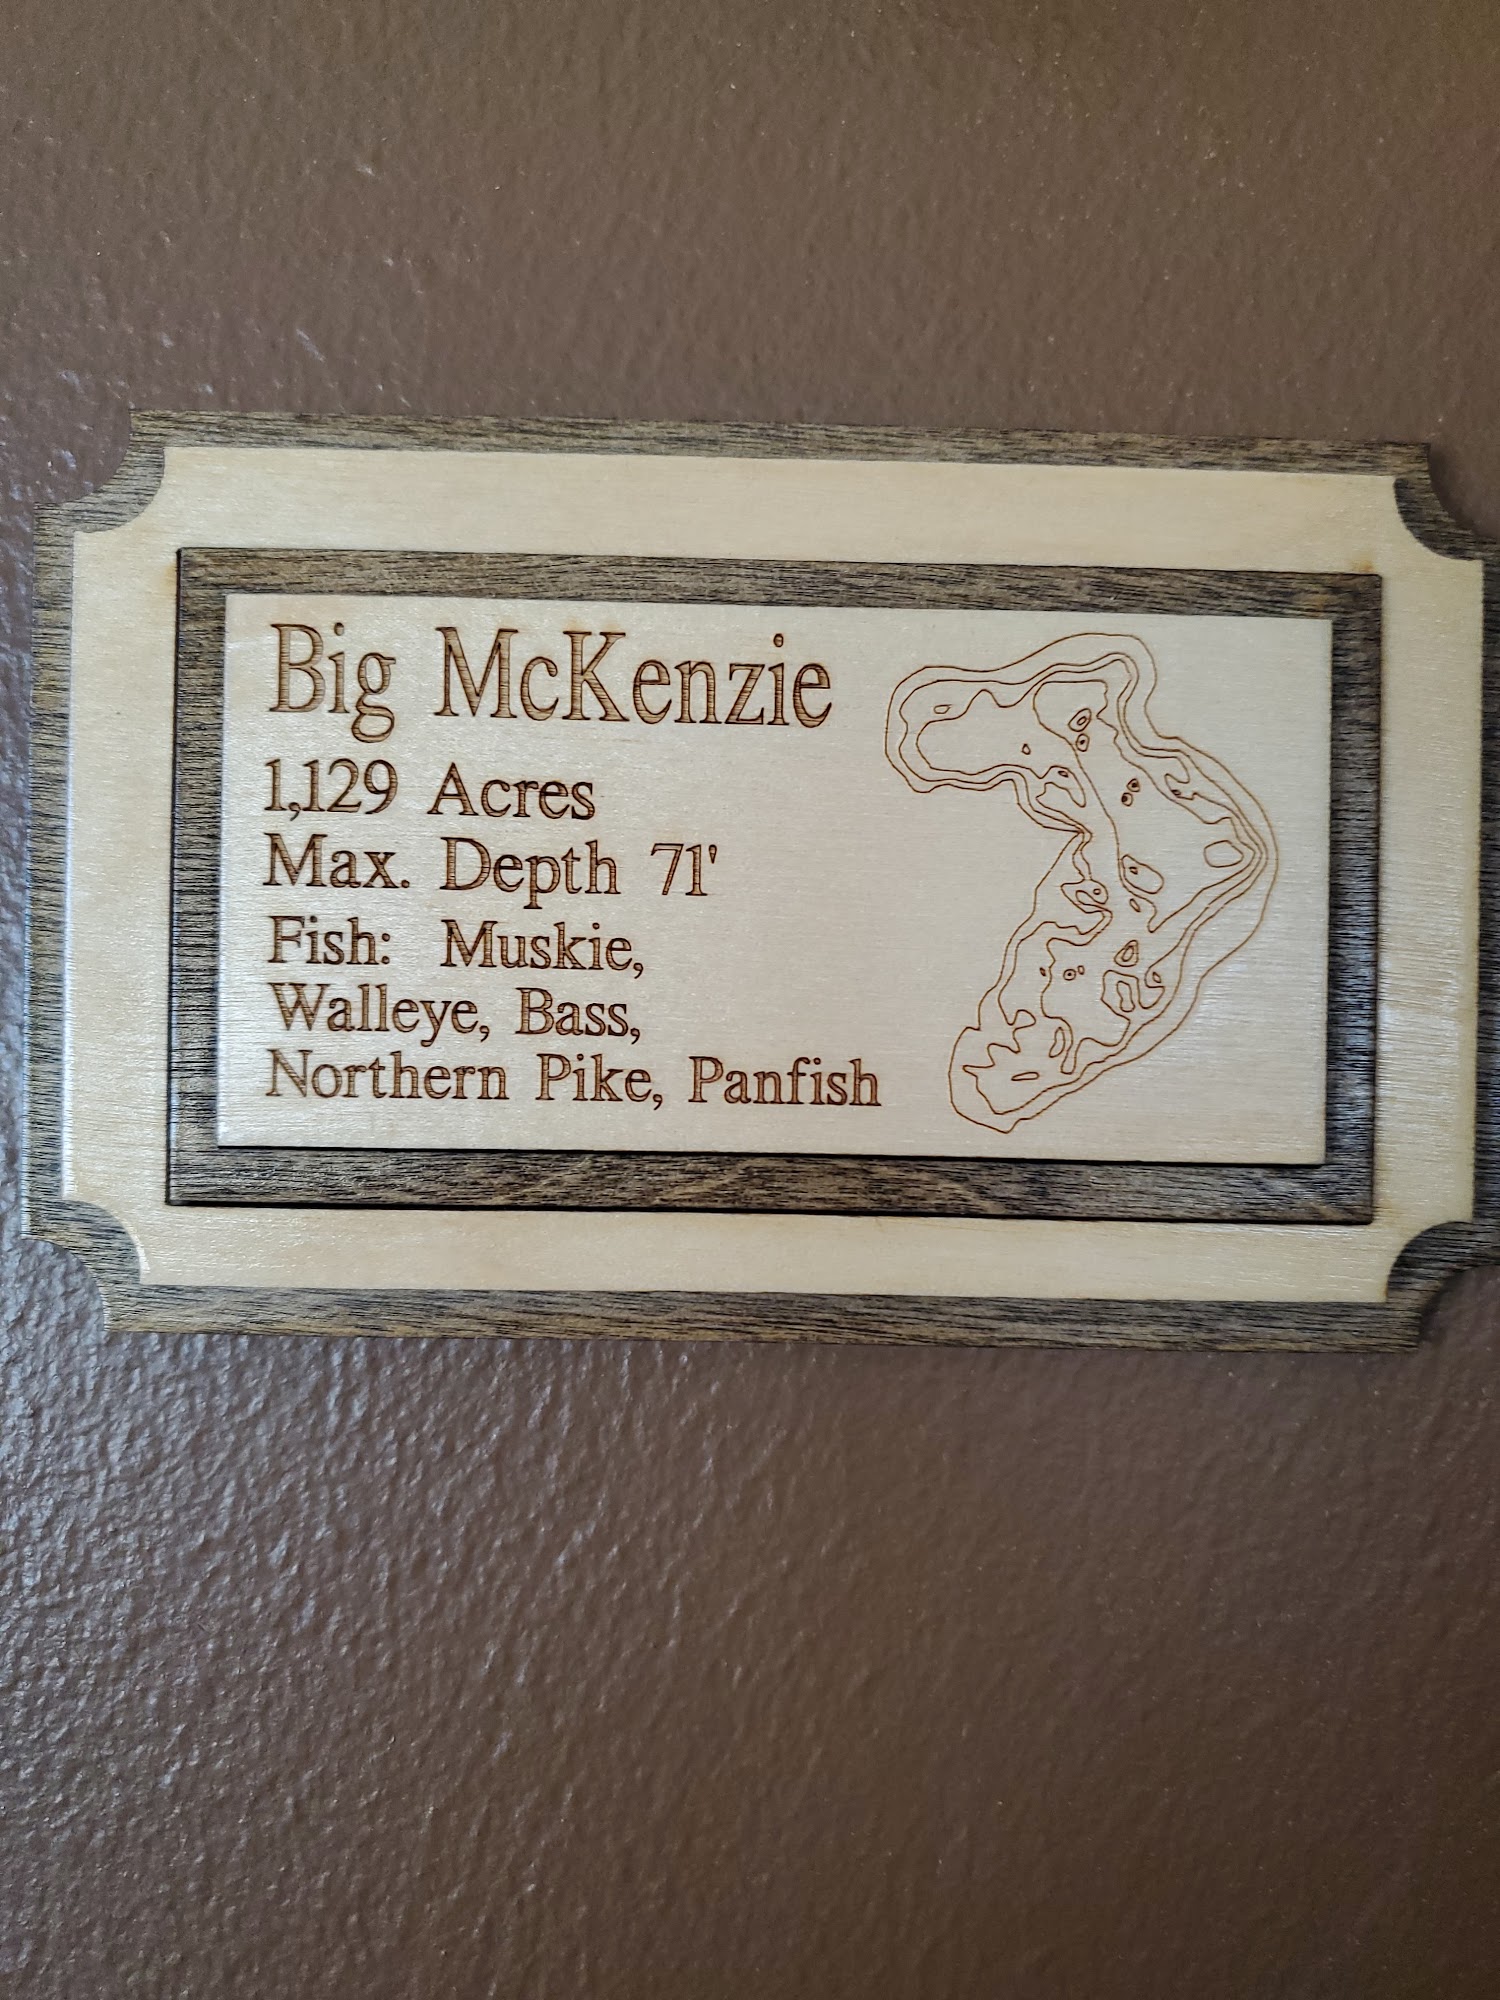 Big McKenzie
1,129 Acres
Max. Depth 71'
Fish: Muskie,
Walleye, Bass,
Northern Pike, Panfish